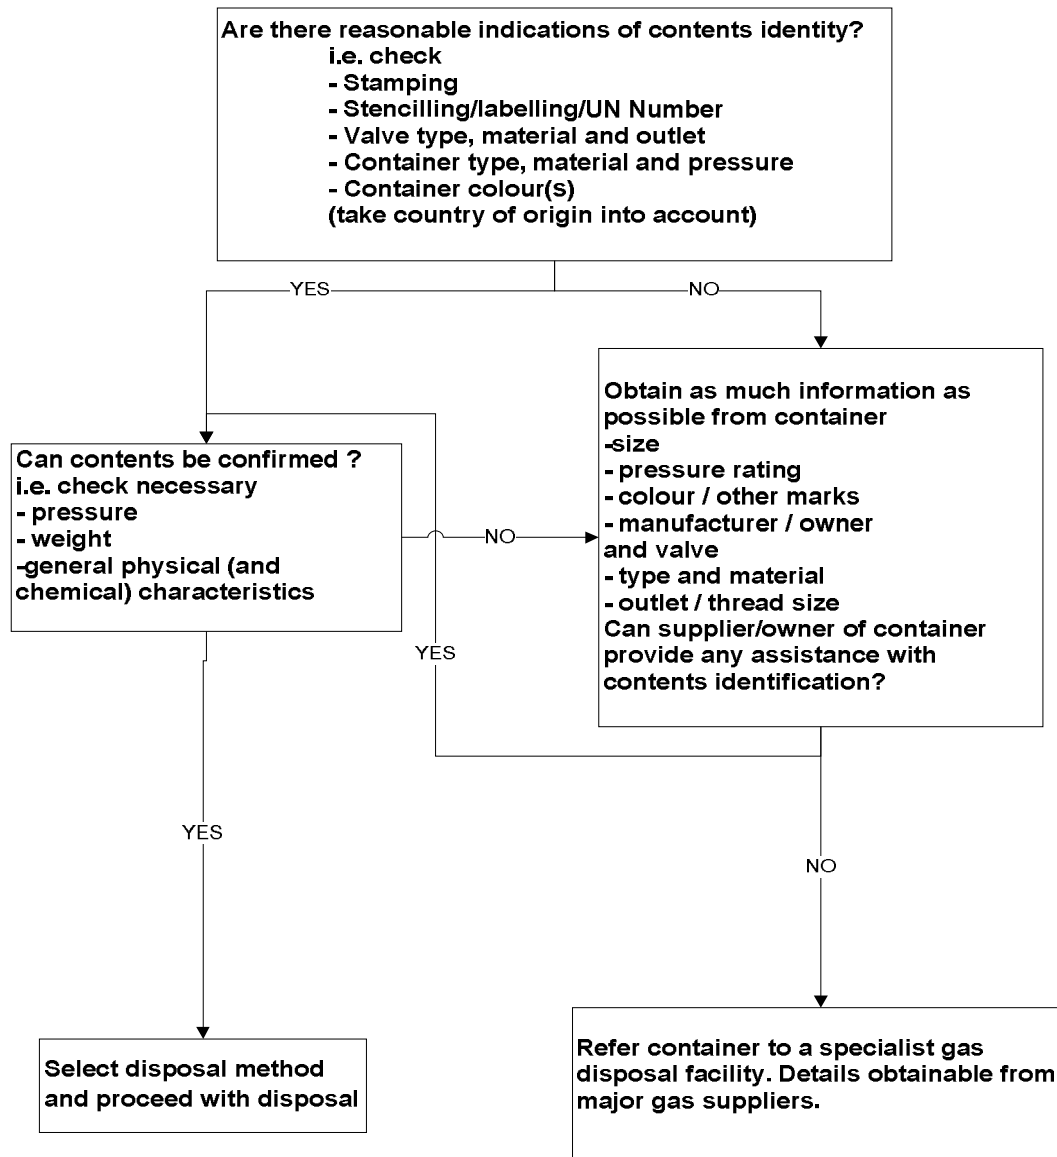 Are there reasonable indications of contents identity?
i.e. check
- Stamping
- Stencilling/labelling/UN Number
- Valve type, material and outlet
- Container type, material and pressure
- Container colour(s)
(take country of origin into account)
YES
NO
Obtain as much information as
possible from container
-size
- pressure rating
- colour / other marks
- manufacturer / owner
and valve
- type and material
- outlet / thread size
Can supplier/owner of container
provide any assistance with
contents identification?
Can contents be confirmed ?
i.e. check necessary
- pressure
- weight
-general physical (and
chemical) characteristics
NO
YES
YES
NO
Select disposal method
and proceed with disposal
Refer container to a specialist gas
disposal facility. Details obtainable from
major gas suppliers.